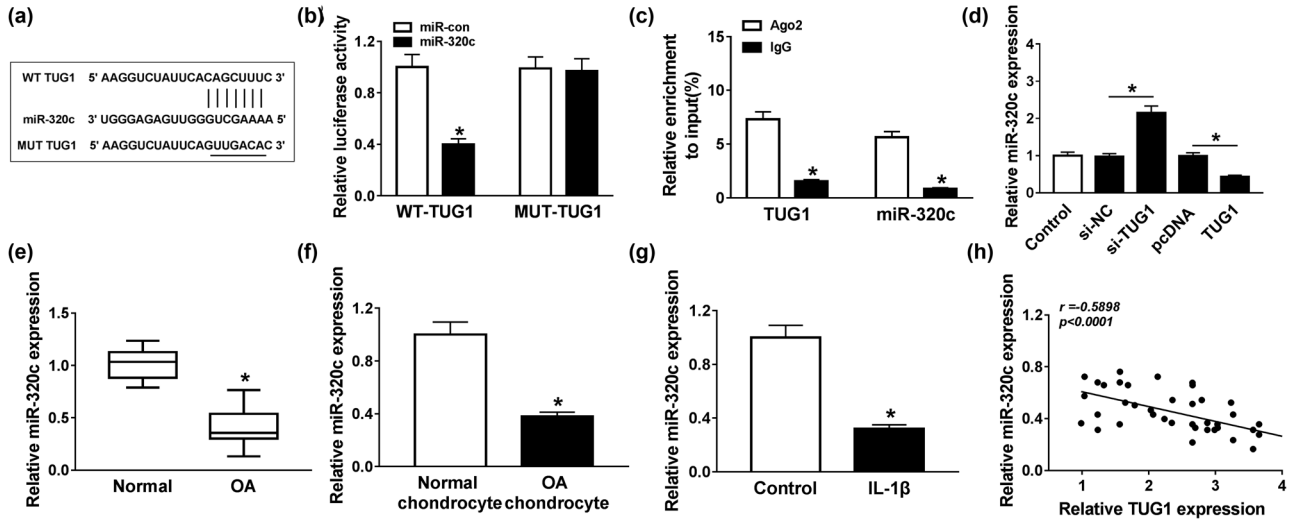 (a)
WT TUG1 5' AAGGUCUAUUCACAGCUUUC 3'
miR-320c 3' UGGGAGAGUUGGGUCGAAAA 5'
MUT TUG1 5' AAGGUCUAUUCAGUUGACAC 3'
(b)
miR-con
miR-320c
Relative luciferase activity
1.2
0.8
0.4
0.0
*
WT-TUG1
MUT-TUG1
(c)
Ago2
IgG
Relative enrichment
to input(%)
15
10
5
0
*
*
TUG1
miR-320c
(d)
Relative miR-320c expression
4
3
2
1
0
*
*
Control
si-NC
si-TUG1
pcDNA
TUG1
(e)
Relative miR-320c expression
1.5
1.0
0.5
0.0
*
Normal
OA
(f)
Relative miR-320c expression
1.2
0.8
0.4
0.0
*
Normal
chondrocyte
OA
chondrocyte
(g)
Relative miR-320c expression
1.2
0.8
0.4
0.0
*
Control
IL-1β
(h)
r =-0.5898
p<0.0001
Relative miR-320c expression
1.2
0.8
0.4
0.0
1
2
3
4
Relative TUG1 expression